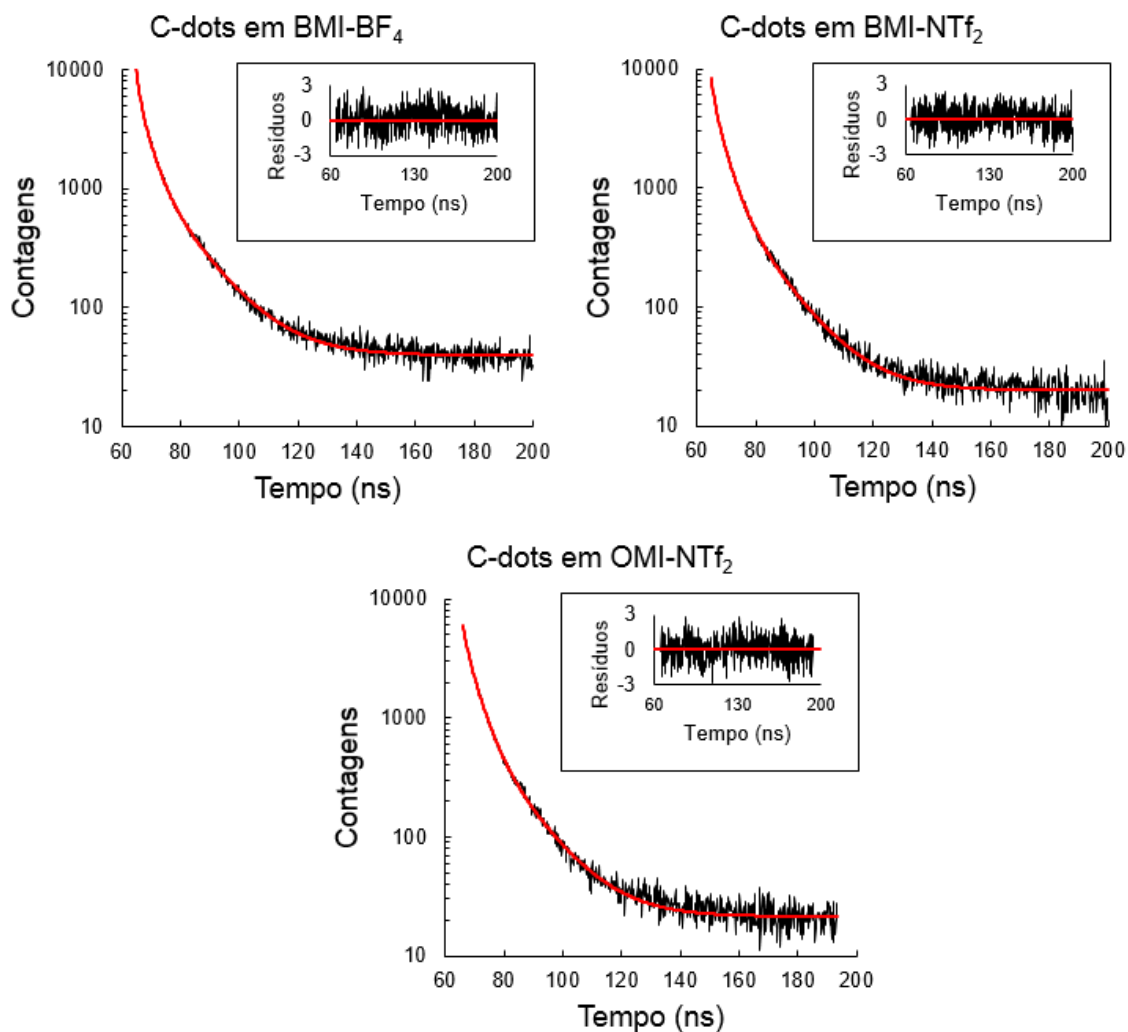 C-dots em BMI-BF₄
10000
1000
100
10
Contagens
60 80 100 120 140 160 180 200
Tempo (ns)
Resíduos
3
0
-3
60 130 200
Tempo (ns)
C-dots em BMI-NTf₂
10000
1000
100
10
Contagens
60 80 100 120 140 160 180 200
Tempo (ns)
Resíduos
3
0
-3
60 130 200
Tempo (ns)
C-dots em OMI-NTf₂
10000
1000
100
10
Contagens
60 80 100 120 140 160 180 200
Tempo (ns)
Resíduos
3
0
-3
60 130 200
Tempo (ns)